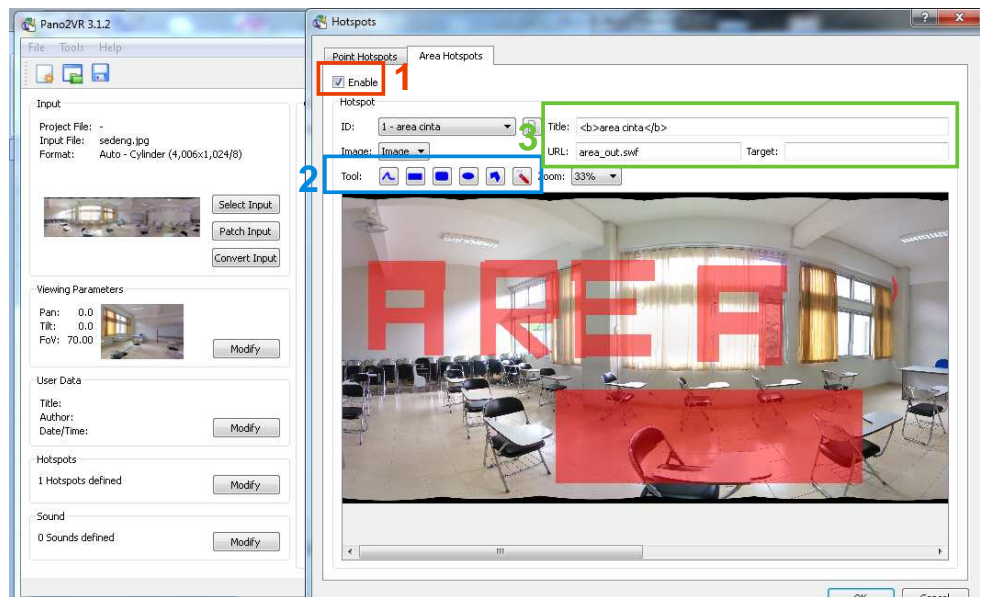 Pano2VR 3.1.2
File Tools Help
Input
Project File: -
Input File: sedeng.jpg
Format: Auto - Cylinder (4,006x1,024/8)
Select Input
Patch Input
Convert Input
Viewing Parameters
Pan: 0.0
Tilt: 0.0
FoV: 70.00
Modify
User Data
Title:
Author:
Date/Time:
Modify
Hotspots
1 Hotspots defined
Modify
Sound
0 Sounds defined
Modify
Hotspots
Point Hotspots Area Hotspots
Enable 1
Hotspot
ID: 1 - area cinta 3 Title: <b>area cinta</b>
Image: Image URL: area_out.swf Target:
2 Tool: Zoom: 33%
AREA
OK Cancel